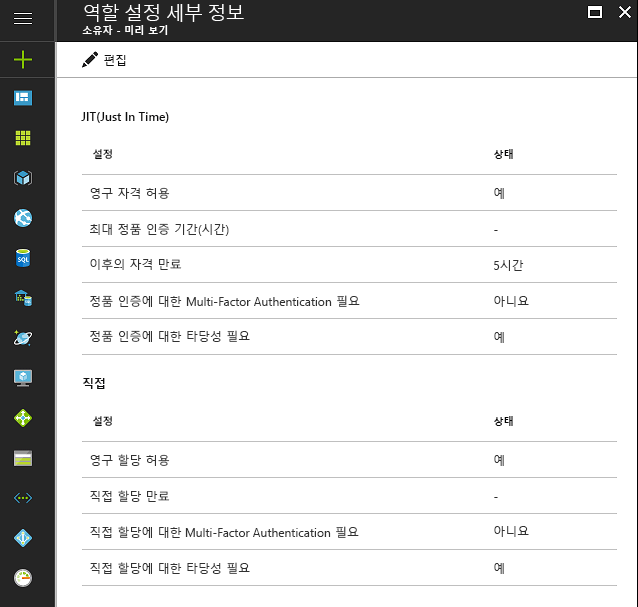 역할 설정 세부 정보
소유자 - 미리 보기
편집
JIT(Just In Time)
설정 상태
영구 자격 허용 예
최대 정품 인증 기간(시간) -
이후의 자격 만료 5시간
정품 인증에 대한 Multi-Factor Authentication 필요 아니요
정품 인증에 대한 타당성 필요 예
직접
설정 상태
영구 할당 허용 예
직접 할당 만료 -
직접 할당에 대한 Multi-Factor Authentication 필요 아니요
직접 할당에 대한 타당성 필요 예
SQL